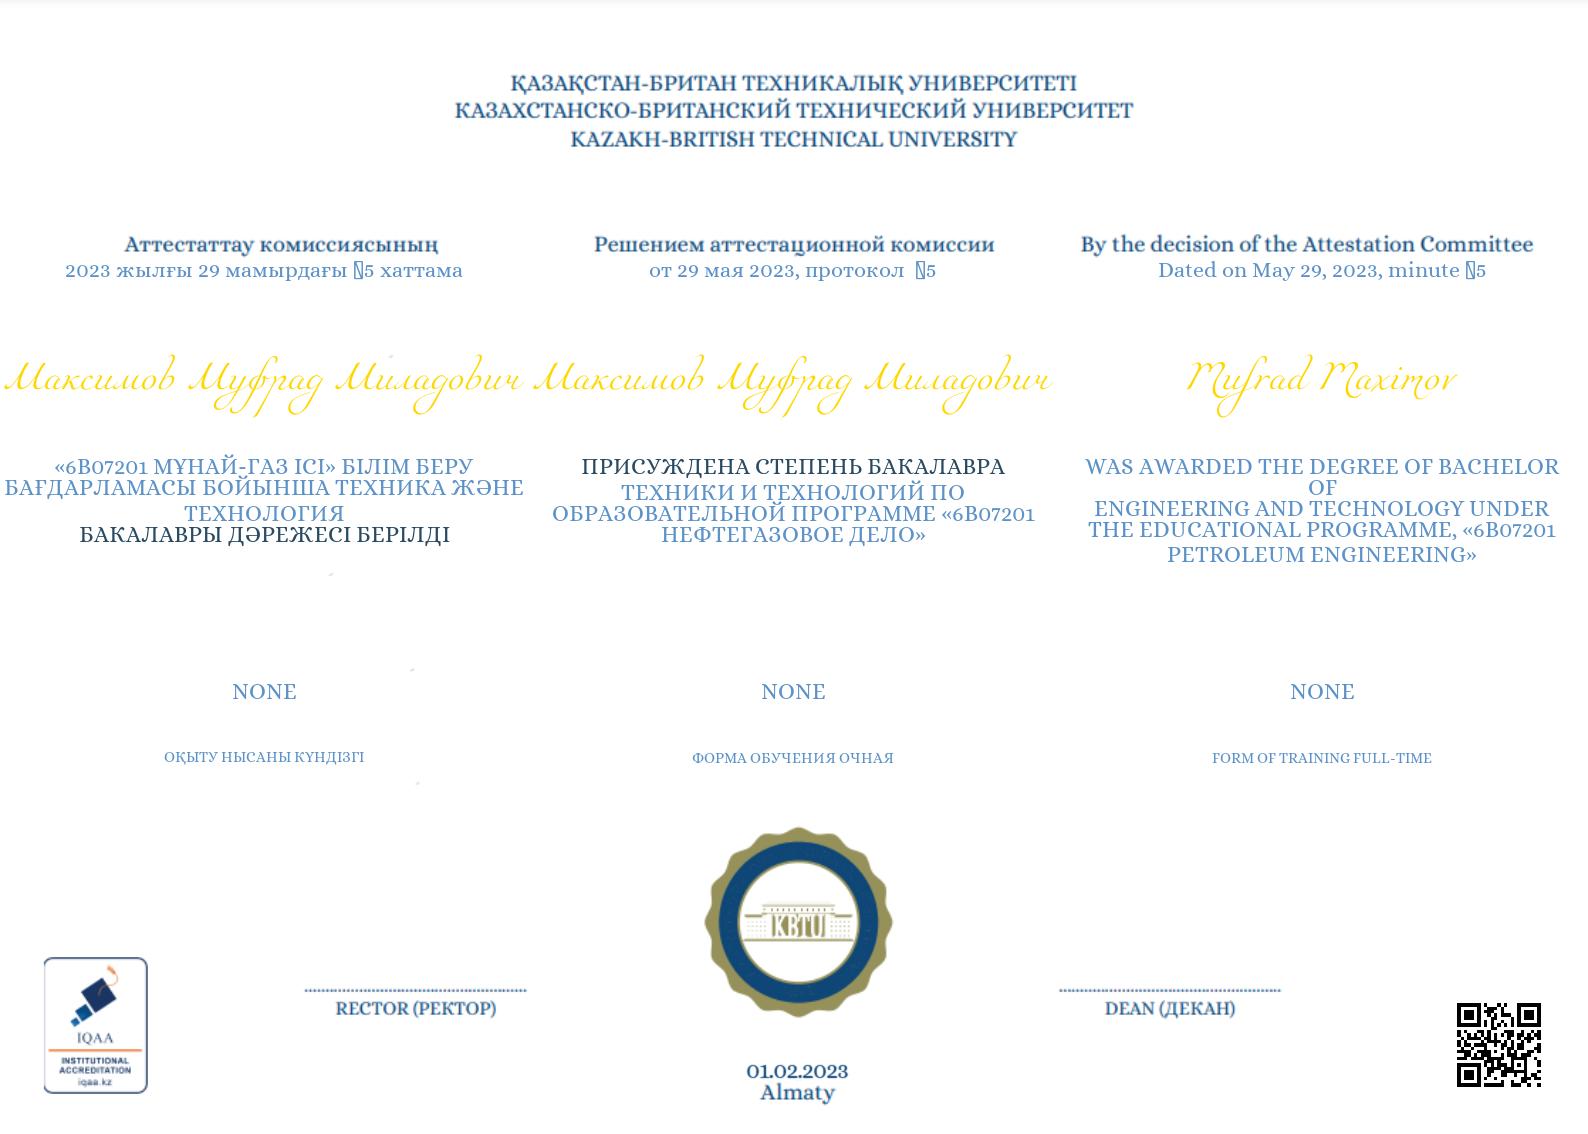 ҚАЗАҚСТАН-БРИТАН ТЕХНИКАЛЫҚ УНИВЕРСИТЕТІ
КАЗАХСТАНСКО-БРИТАНСКИЙ ТЕХНИЧЕСКИЙ УНИВЕРСИТЕТ
KAZAKH-BRITISH TECHNICAL UNIVERSITY
Аттестаттау комиссиясының
2023 жылғы 29 мамырдағы 5 хаттама
Решением аттестационной комиссии
от 29 мая 2023, протокол 5
By the decision of the Attestation Committee
Dated on May 29, 2023, minute 5
Максимов Муфрад Миладович
Максимов Муфрад Миладович
Mufrad Maximov
«6B07201 МҰНАЙ-ГАЗ ІСІ» БІЛІМ БЕРУ
БАҒДАРЛАМАСЫ БОЙЫНША ТЕХНИКА ЖӘНЕ
ТЕХНОЛОГИЯ
БАКАЛАВРЫ ДӘРЕЖЕСІ БЕРІЛДІ
ПРИСУЖДЕНА СТЕПЕНЬ БАКАЛАВРА
ТЕХНИКИ И ТЕХНОЛОГИЙ ПО
ОБРАЗОВАТЕЛЬНОЙ ПРОГРАММЕ «6B07201
НЕФТЕГАЗОВОЕ ДЕЛО»
WAS AWARDED THE DEGREE OF BACHELOR
OF
ENGINEERING AND TECHNOLOGY UNDER
THE EDUCATIONAL PROGRAMME, «6B07201
PETROLEUM ENGINEERING»
NONE
NONE
NONE
ОҚЫТУ НЫСАНЫ КҮНДІЗГІ
ФОРМА ОБУЧЕНИЯ ОЧНАЯ
FORM OF TRAINING FULL-TIME
KBTU
IQAA
INSTITUTIONAL
ACCREDITATION
iqaa.kz
RECTOR (РЕКТОР)
DEAN (ДЕКАН)
01.02.2023
Almaty